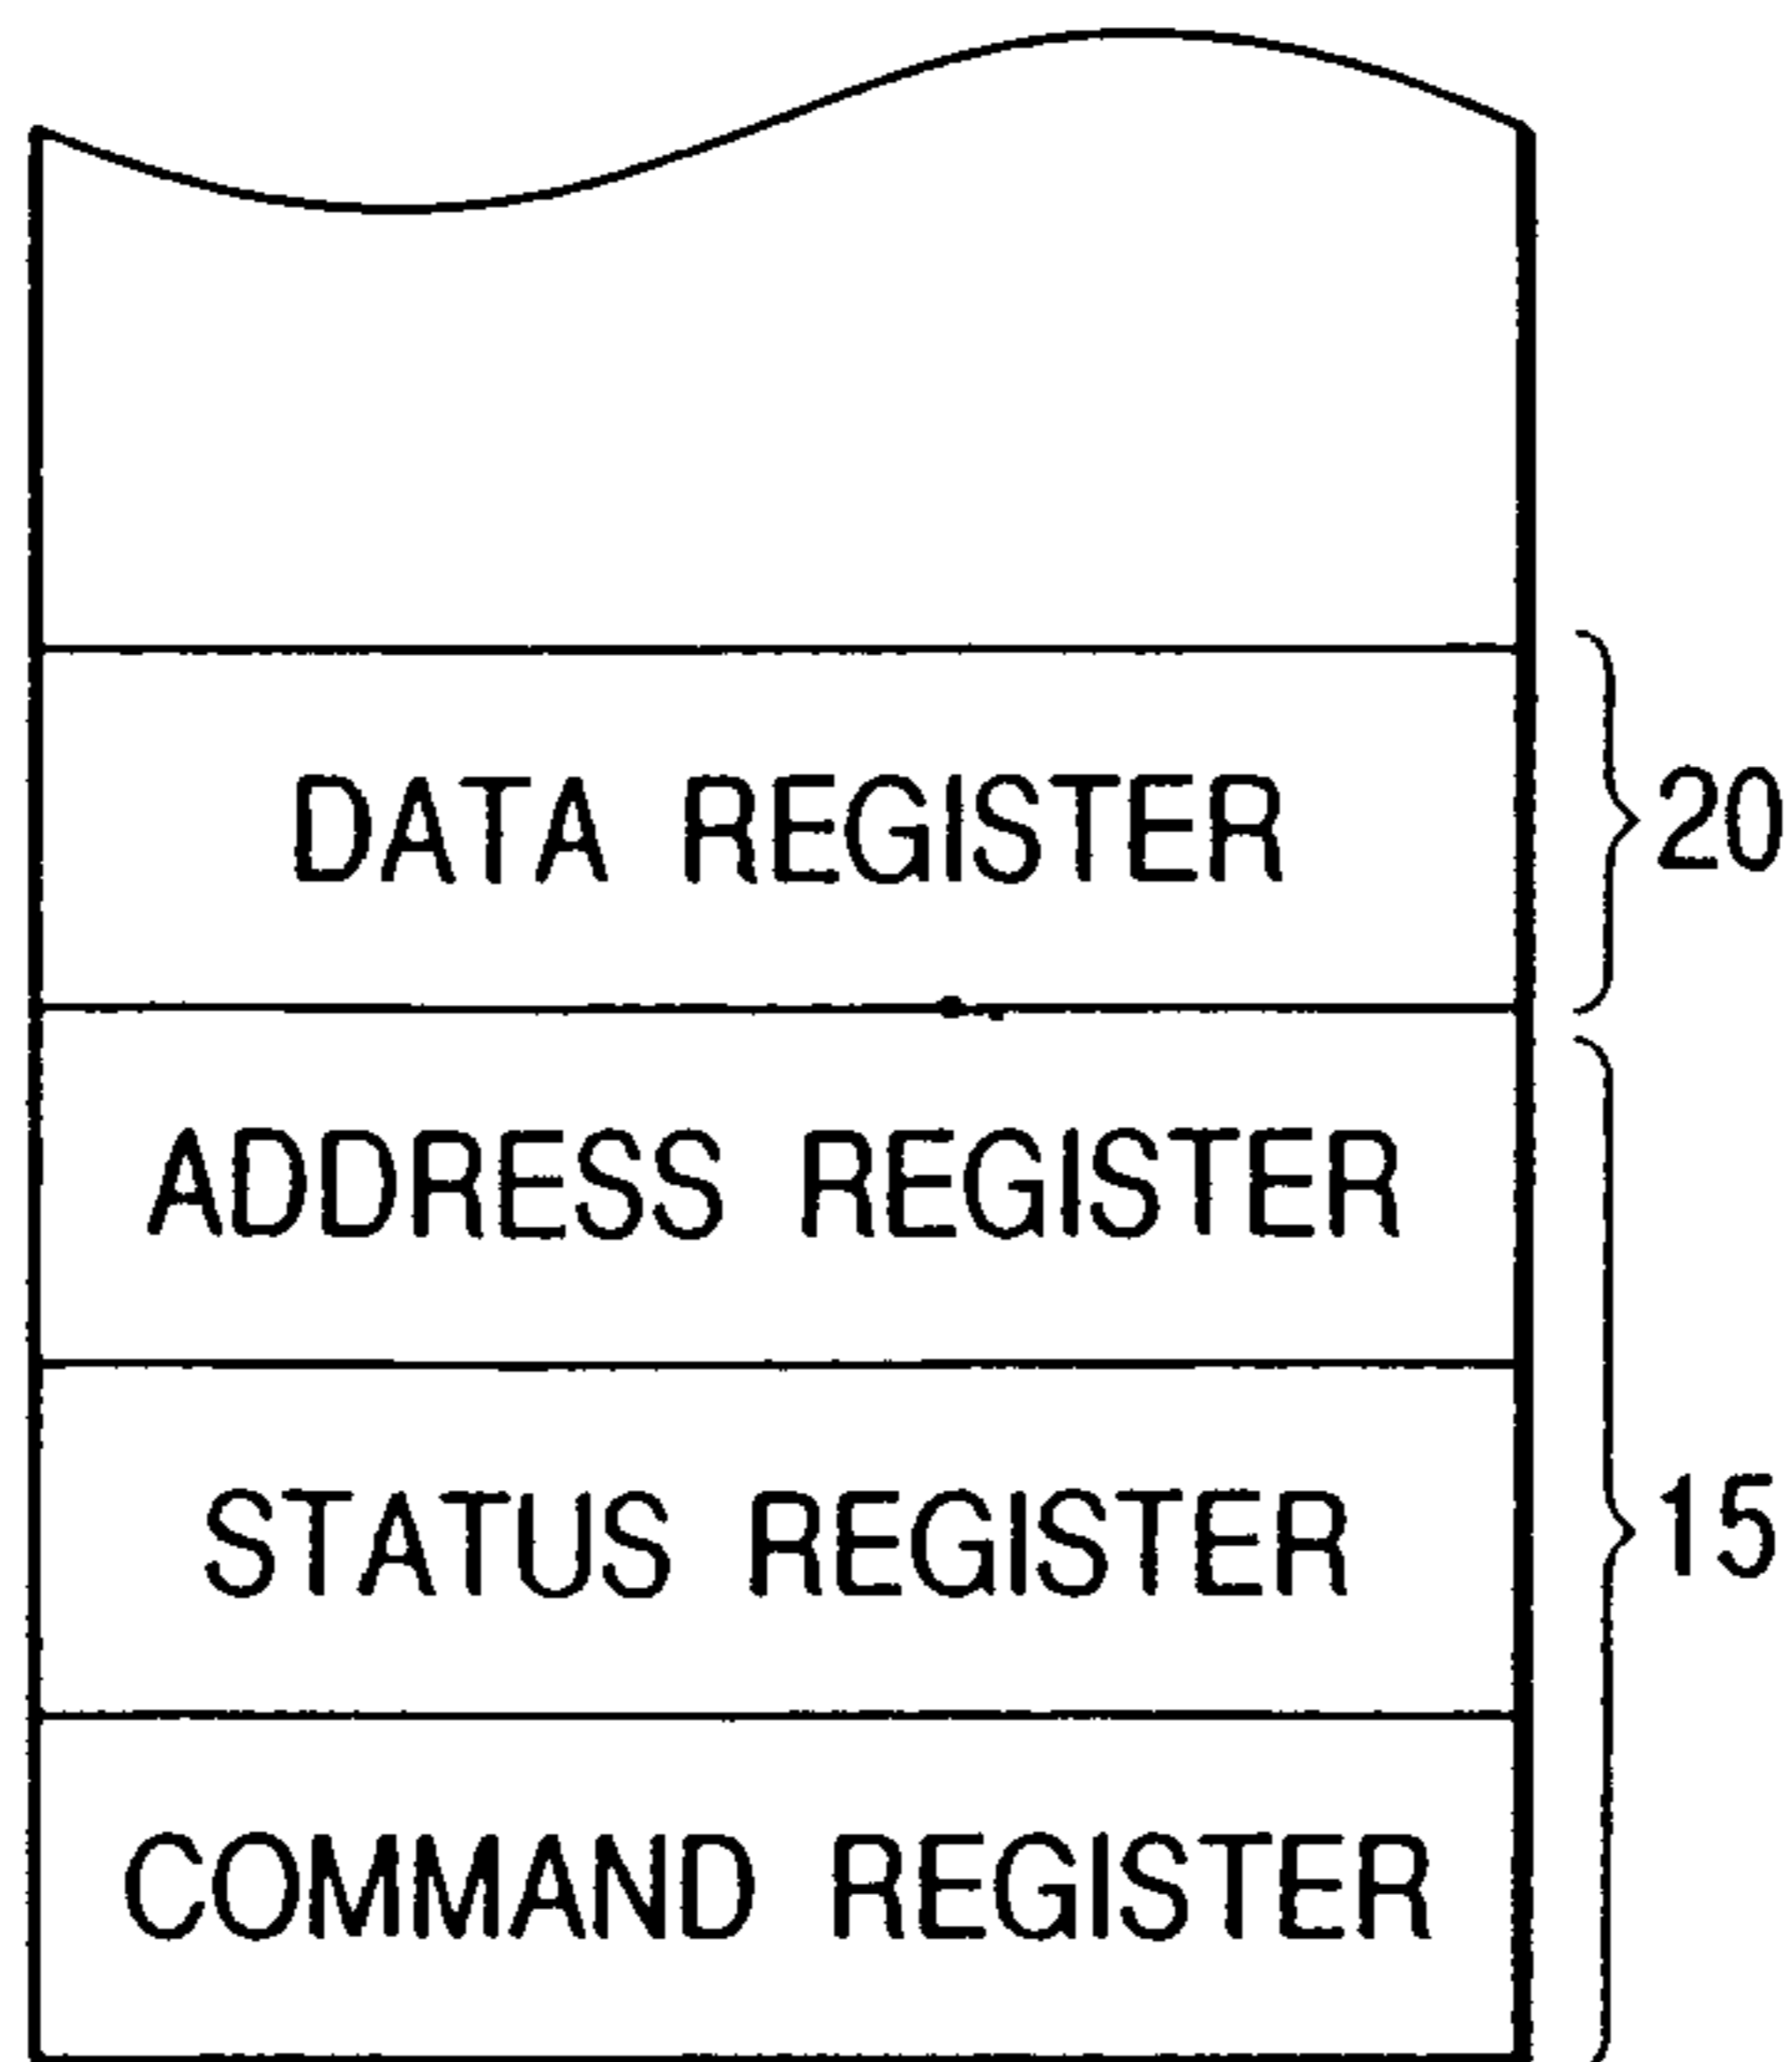 DATA REGISTER
20
ADDRESS REGISTER
STATUS REGISTER
15
COMMAND REGISTER